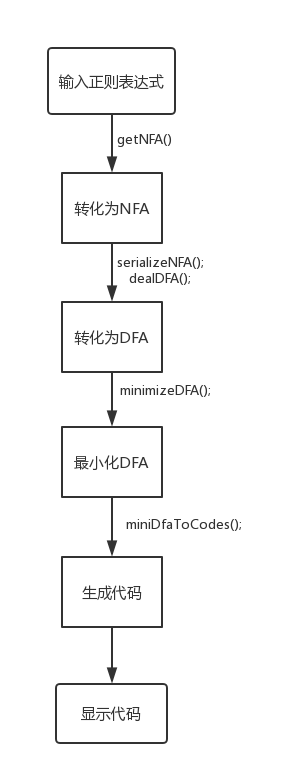 输入正则表达式
getNFA()
转化为NFA
serializeNFA();
dealDFA();
转化为DFA
minimizeDFA();
最小化DFA
miniDfaToCodes();
生成代码
显示代码